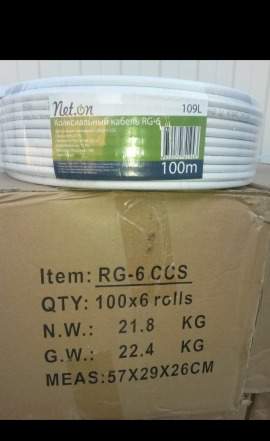 Net.On
109L
Коаксиальный кабель RG-6
100m
Item: RG-6 CCS
QTY: 100x6 rolls
N.W.: 21.8 KG
G.W.: 22.4 KG
MEAS: 57X29X26CM